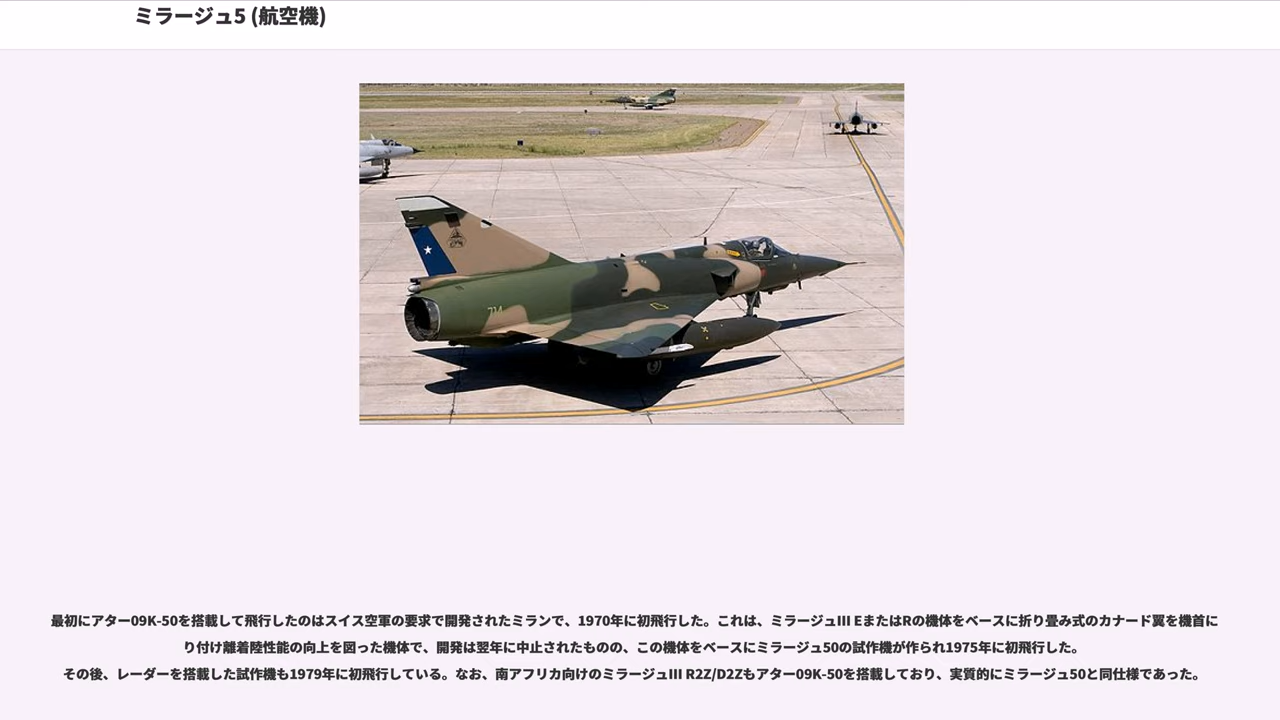 ミラージュ5 (航空機)
714
最初にアター09K-50を搭載して飛行したのはスイス空軍の要求で開発されたミランで、1970年に初飛行した。これは、ミラージュIII EまたはRの機体をベースに折り畳み式のカナード翼を機首に
り付け離着陸性能の向上を図った機体で、開発は翌年に中止されたものの、この機体をベースにミラージュ50の試作機が作られ1975年に初飛行した。
その後、レーダーを搭載した試作機も1979年に初飛行している。なお、南アフリカ向けのミラージュIII R2Z/D2Zもアター09K-50を搭載しており、実質的にミラージュ50と同仕様であった。